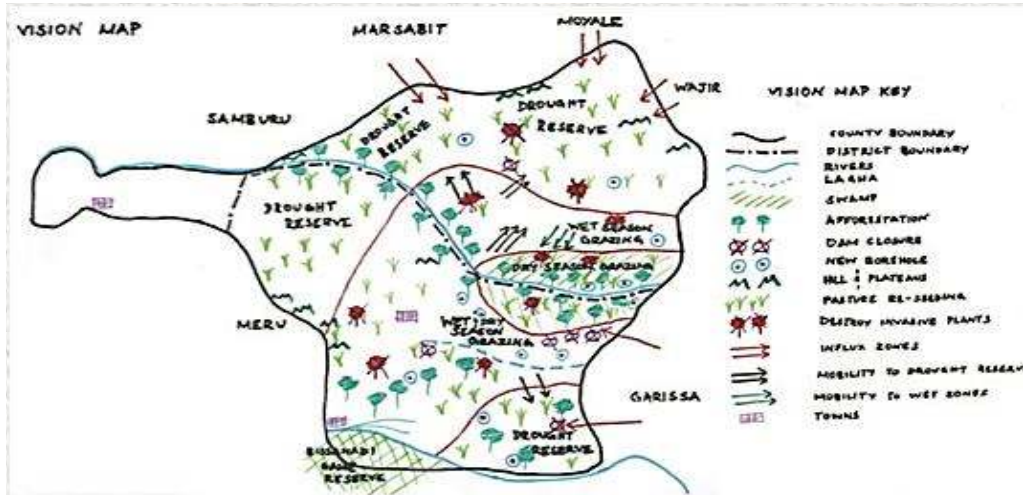 VISION MAP
MARSABIT
MOYALE
WAJIR
SAMBURU
DROUGHT
RESERVE
DROUGHT
RESERVE
DROUGHT
RESERVE
WET SEASON
GRAZING
DRY SEASON GRAZING
MERU
WET/DRY
SEASON
GRAZING
GARISSA
DROUGHT
RESERVE
GAME
RESERVE
VISION MAP KEY
COUNTY BOUNDARY
DISTRICT BOUNDARY
RIVERS
LAGHA
SWAMP
AFFORESTATION
DAM CLOSURE
NEW BOREHOLE
HILL & PLATEAUS
PASTURE RE-SEEDING
DESTROY INVASIVE PLANTS
INFLUX ZONES
MOBILITY TO DROUGHT RESERVE
MOBILITY TO WET ZONES
TOWNS